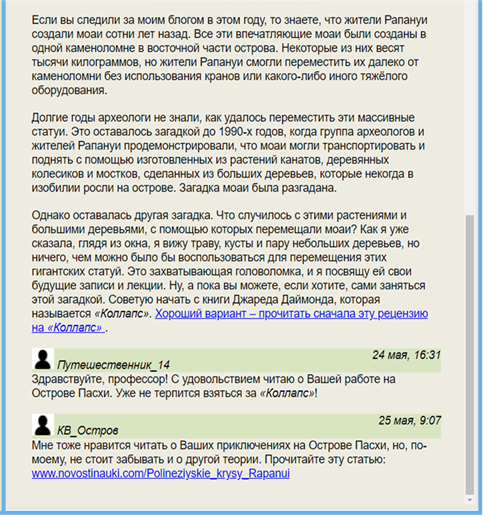 Если вы следили за моим блогом в этом году, то знаете, что жители Рапануи
создали моаи сотни лет назад. Все эти впечатляющие моаи были созданы в
одной каменоломне в восточной части острова. Некоторые из них весят
тысячи килограммов, но жители Рапануи смогли переместить их далеко от
каменоломни без использования кранов или какого-либо иного тяжёлого
оборудования.
Долгие годы археологи не знали, как удалось переместить эти массивные
статуи. Это оставалось загадкой до 1990-х годов, когда группа археологов и
жителей Рапануи продемонстрировали, что моаи могли транспортировать и
поднять с помощью изготовленных из растений канатов, деревянных
колесиков и мостков, сделанных из больших деревьев, которые некогда в
изобилии росли на острове. Загадка моаи была разгадана.
Однако оставалась другая загадка. Что случилось с этими растениями и
большими деревьями, с помощью которых перемещали моаи? Как я уже
сказала, глядя из окна, я вижу траву, кусты и пару небольших деревьев, но
ничего, чем можно было бы воспользоваться для перемещения этих
гигантских статуй. Это захватывающая головоломка, и я посвящу ей свои
будущие записи и лекции. Ну, а пока вы можете, если хотите, сами заняться
этой загадкой. Советую начать с книги Джареда Даймонда, которая
называется «Коллапс». Хороший вариант – прочитать сначала эту рецензию
на «Коллапс» .
24 мая, 16:31
Путешественник_14
Здравствуйте, профессор! С удовольствием читаю о Вашей работе на
Острове Пасхи. Уже не терпится взяться за «Коллапс»!
25 мая, 9:07
КВ_Остров
Мне тоже нравится читать о Ваших приключениях на Острове Пасхи, но, по-
моему, не стоит забывать и о другой теории. Прочитайте эту статью:
www.novostinauki.com/Polineziyskie_krysy_Rapanui